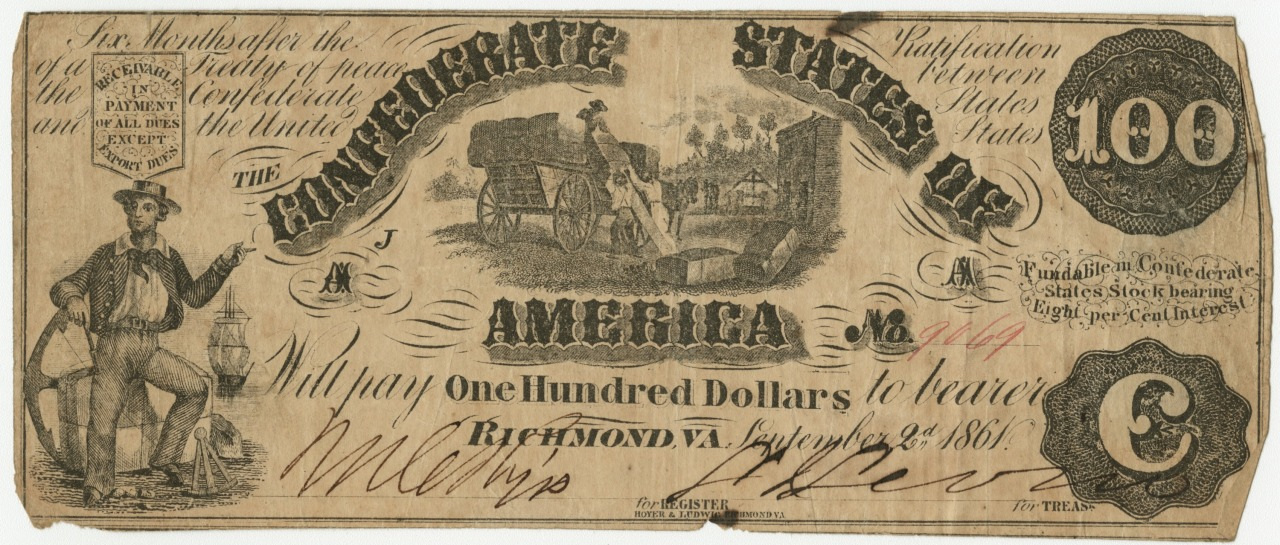 Six Months after the Ratification
of a Treaty of peace between
the Confederate States
and the United States
RECEIVABLE
IN
PAYMENT
OF ALL DUES
EXCEPT
EXPORT DUES
100
THE
CONFEDERATE STATES OF
AMERICA
J
A1
A1
Fundable in Confederate
States Stock bearing
Eight per Cent Interest
No. 9069
Will pay One Hundred Dollars to bearer
RICHMOND, VA. September 2d 1861.
C
for REGISTER
for TREAS
HOYER & LUDWIG RICHMOND VA